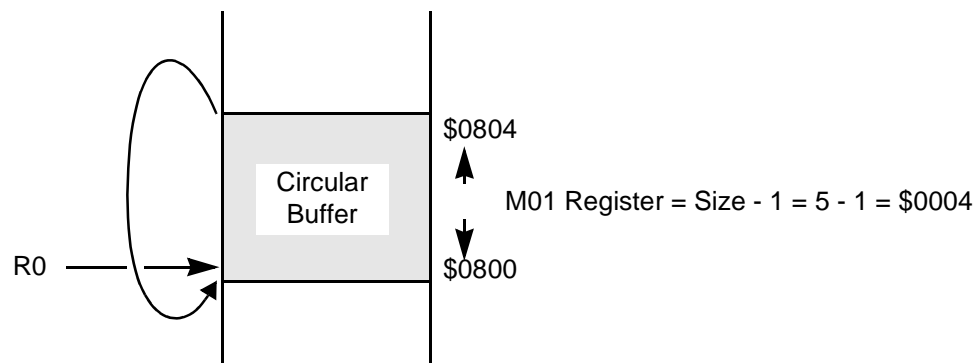 $0804
Circular
Buffer
M01 Register = Size - 1 = 5 - 1 = $0004
R0
$0800